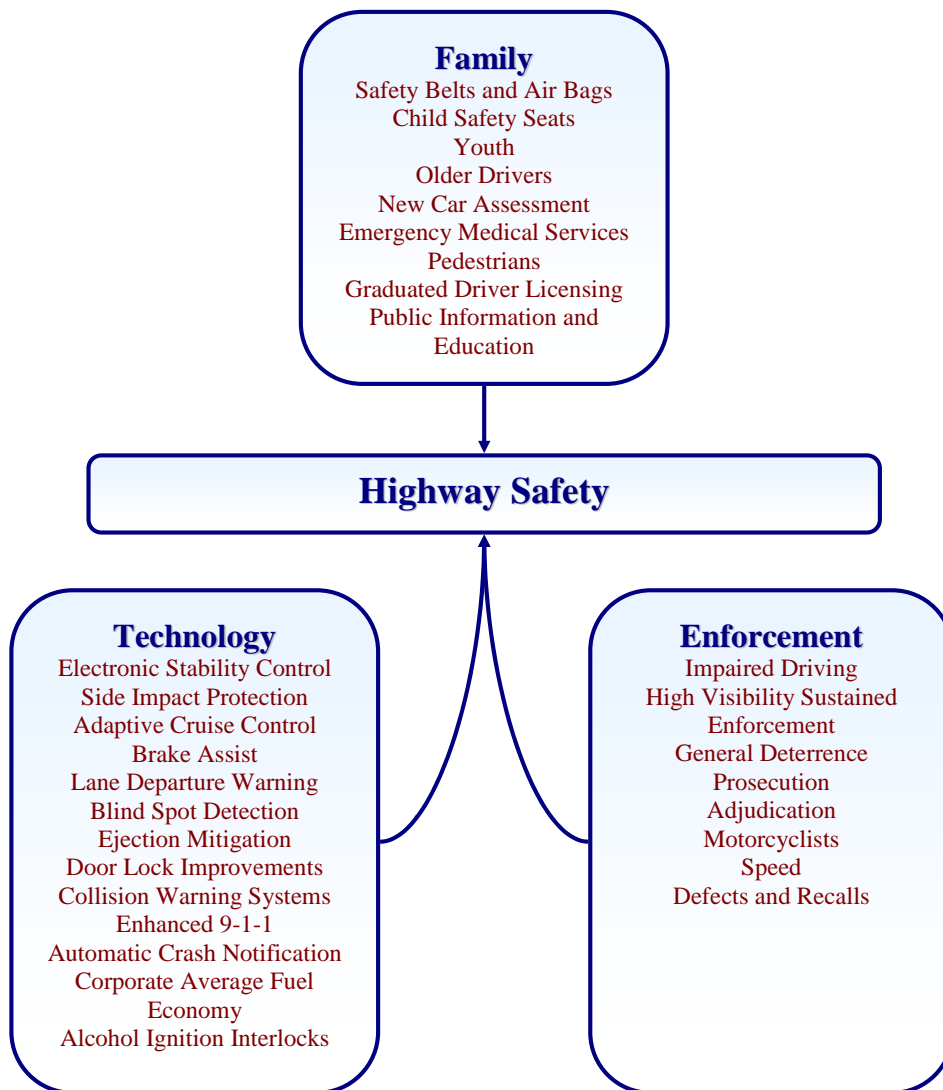 Family
Safety Belts and Air Bags
Child Safety Seats
Youth
Older Drivers
New Car Assessment
Emergency Medical Services
Pedestrians
Graduated Driver Licensing
Public Information and
Education
Highway Safety
Technology
Electronic Stability Control
Side Impact Protection
Adaptive Cruise Control
Brake Assist
Lane Departure Warning
Blind Spot Detection
Ejection Mitigation
Door Lock Improvements
Collision Warning Systems
Enhanced 9-1-1
Automatic Crash Notification
Corporate Average Fuel
Economy
Alcohol Ignition Interlocks
Enforcement
Impaired Driving
High Visibility Sustained
Enforcement
General Deterrence
Prosecution
Adjudication
Motorcyclists
Speed
Defects and Recalls